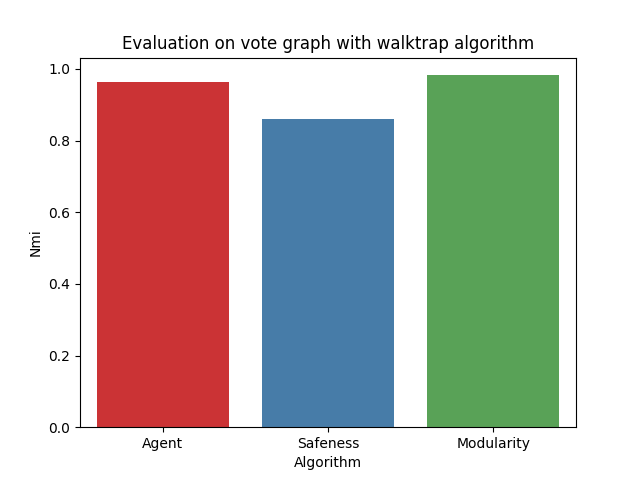 Evaluation on vote graph with walktrap algorithm
1.0
0.8
0.6
0.4
0.2
0.0
Nmi
Agent
Safeness
Modularity
Algorithm